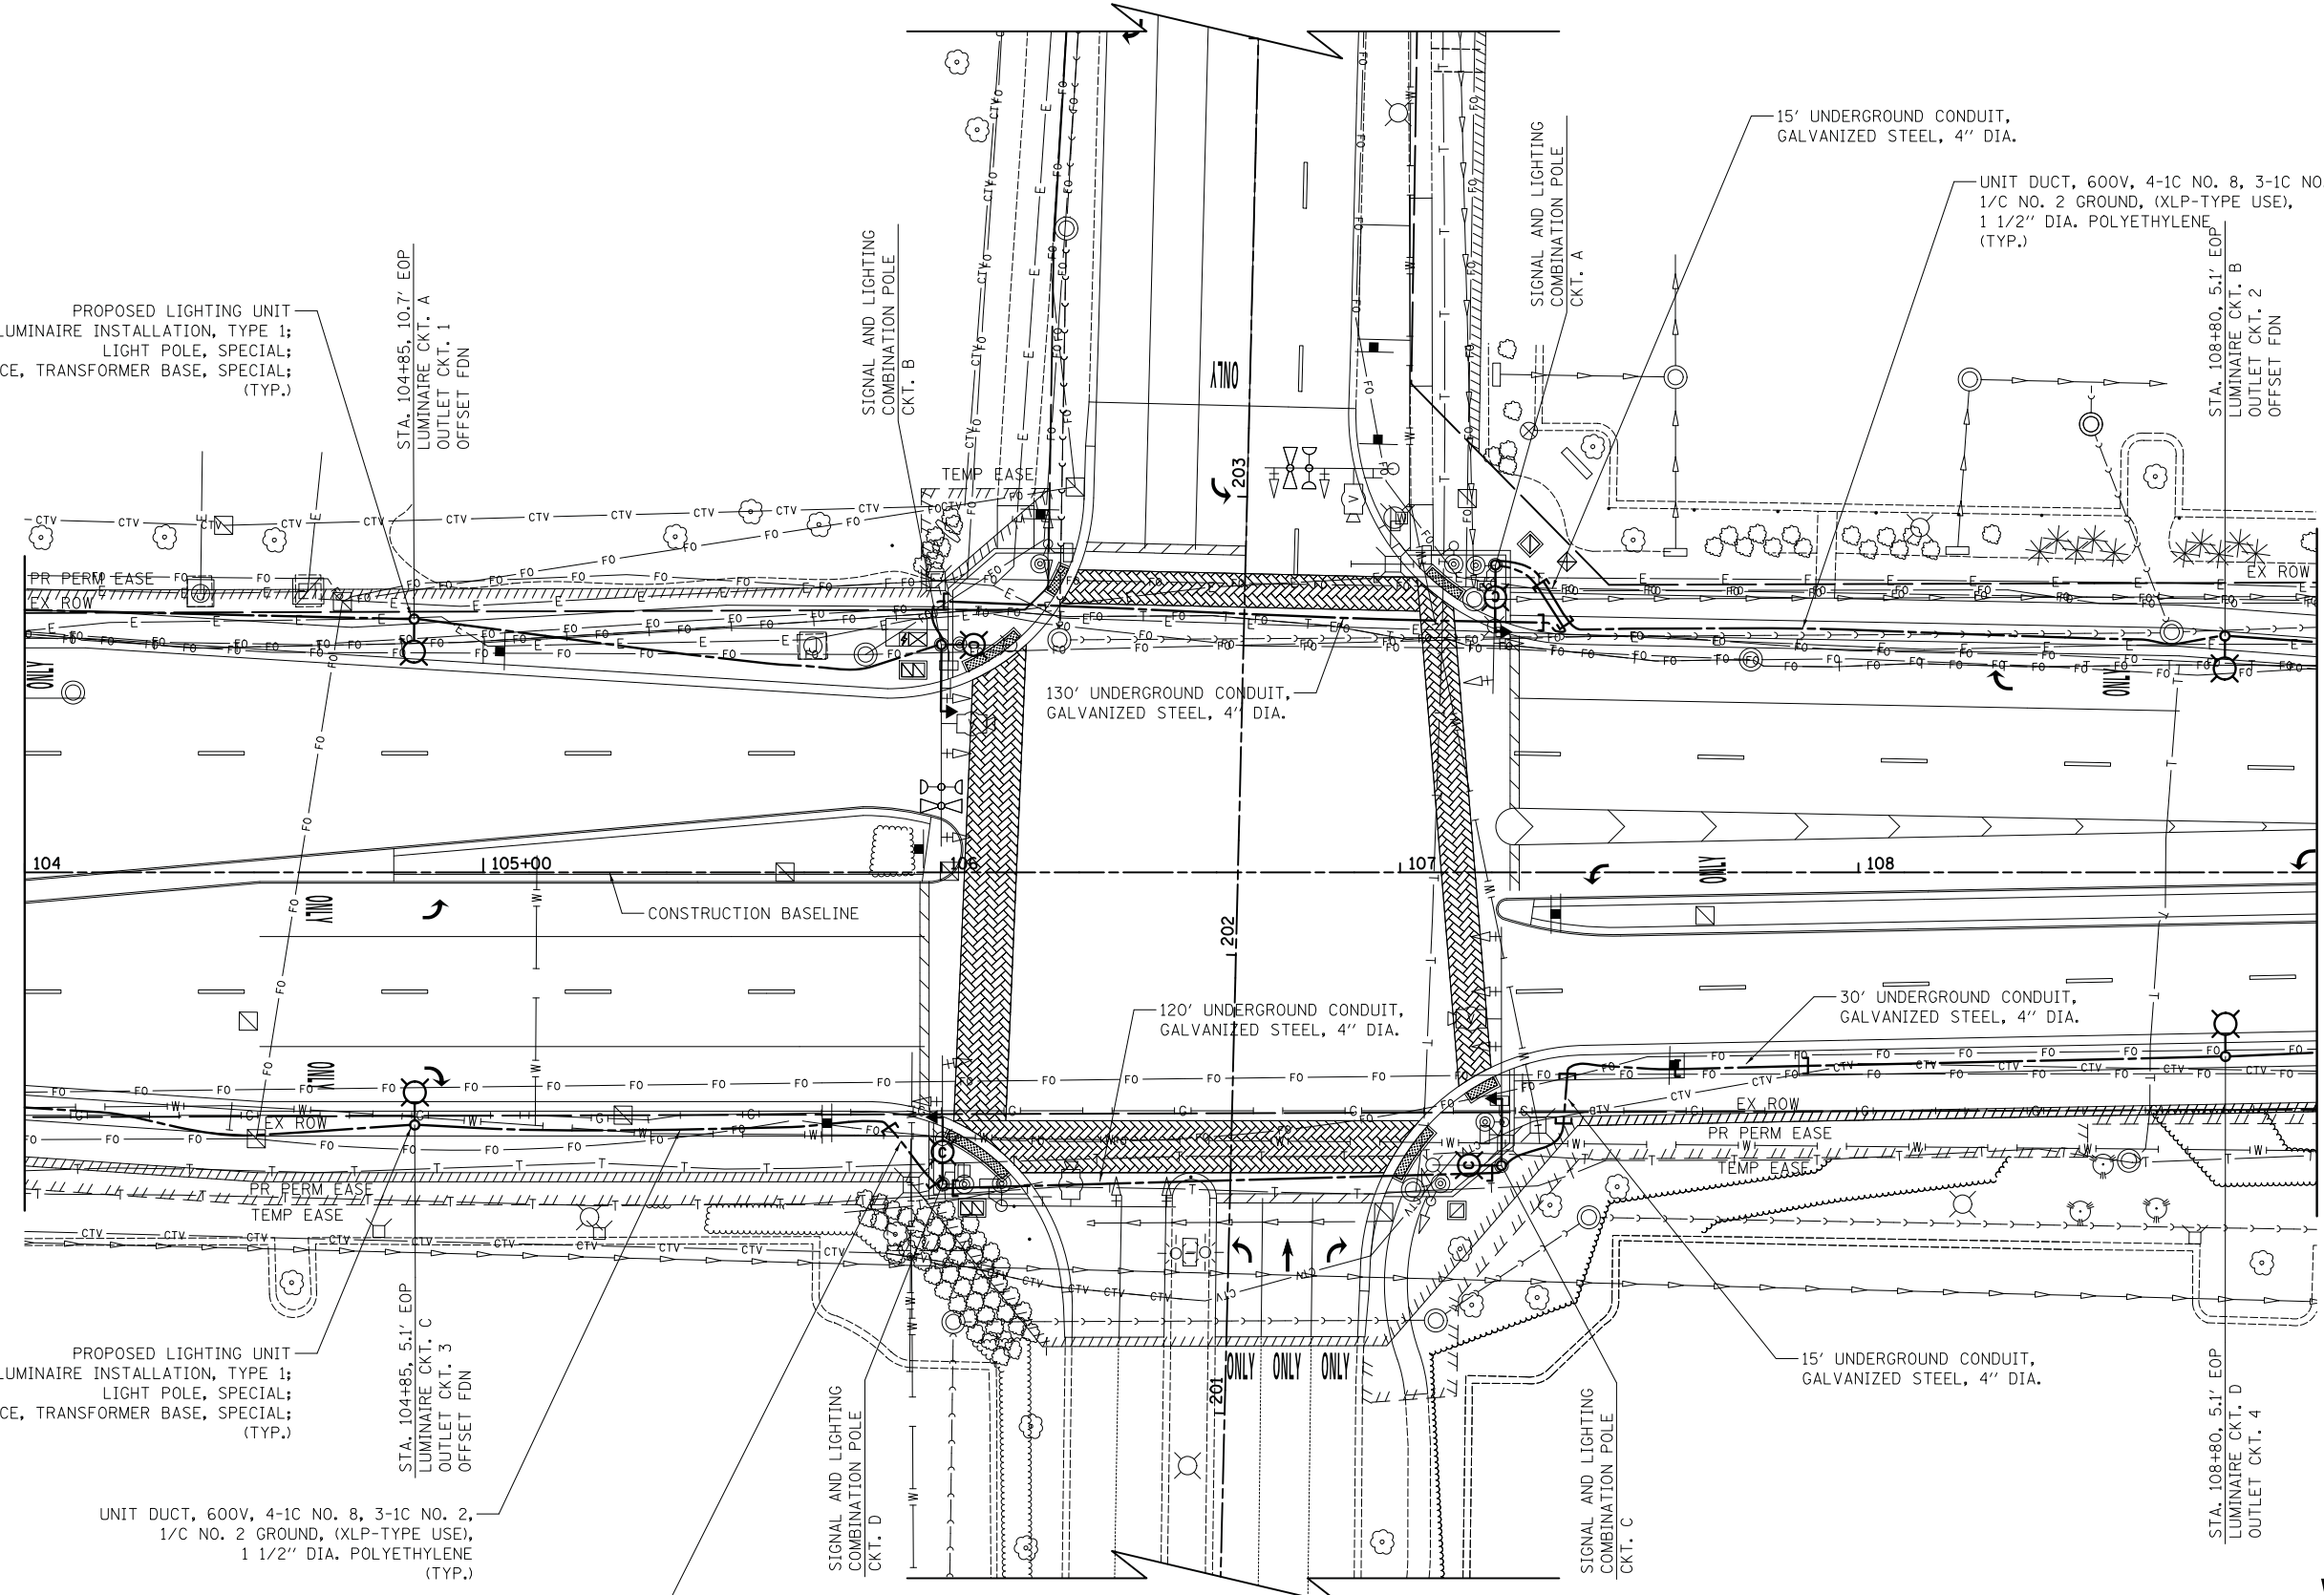 15' UNDERGROUND CONDUIT,
GALVANIZED STEEL, 4" DIA.
UNIT DUCT, 600V, 4-1C NO. 8, 3-1C NO
1/C NO. 2 GROUND, (XLP-TYPE USE),
1 1/2" DIA. POLYETHYLENE
(TYP.)
PROPOSED LIGHTING UNIT
LUMINAIRE INSTALLATION, TYPE 1;
LIGHT POLE, SPECIAL;
CE, TRANSFORMER BASE, SPECIAL;
(TYP.)
STA. 104+85, 10.7' EOP
LUMINAIRE CKT. A
OUTLET CKT. 1
OFFSET FDN
SIGNAL AND LIGHTING
COMBINATION POLE
CKT. B
SIGNAL AND LIGHTING
COMBINATION POLE
CKT. A
STA. 108+80, 5.1' EOP
LUMINAIRE CKT. B
OUTLET CKT. 2
OFFSET FDN
ONLY
203
TEMP EASE
PR PERM EASE
EX ROW
EX ROW
ONLY
ONLY
130' UNDERGROUND CONDUIT,
GALVANIZED STEEL, 4" DIA.
104
105+00
106
107
108
ONLY
ONLY
CONSTRUCTION BASELINE
202
120' UNDERGROUND CONDUIT,
GALVANIZED STEEL, 4" DIA.
30' UNDERGROUND CONDUIT,
GALVANIZED STEEL, 4" DIA.
ONLY
EX ROW
EX ROW
PR PERM EASE
TEMP EASE
PR PERM EASE
TEMP EASE
PROPOSED LIGHTING UNIT
LUMINAIRE INSTALLATION, TYPE 1;
LIGHT POLE, SPECIAL;
CE, TRANSFORMER BASE, SPECIAL;
(TYP.)
STA. 104+85, 5.1' EOP
LUMINAIRE CKT. C
OUTLET CKT. 3
OFFSET FDN
ONLY ONLY ONLY
201
15' UNDERGROUND CONDUIT,
GALVANIZED STEEL, 4" DIA.
SIGNAL AND LIGHTING
COMBINATION POLE
CKT. D
SIGNAL AND LIGHTING
COMBINATION POLE
CKT. C
STA. 108+80, 5.1' EOP
LUMINAIRE CKT. D
OUTLET CKT. 4
UNIT DUCT, 600V, 4-1C NO. 8, 3-1C NO. 2,
1/C NO. 2 GROUND, (XLP-TYPE USE),
1 1/2" DIA. POLYETHYLENE
(TYP.)